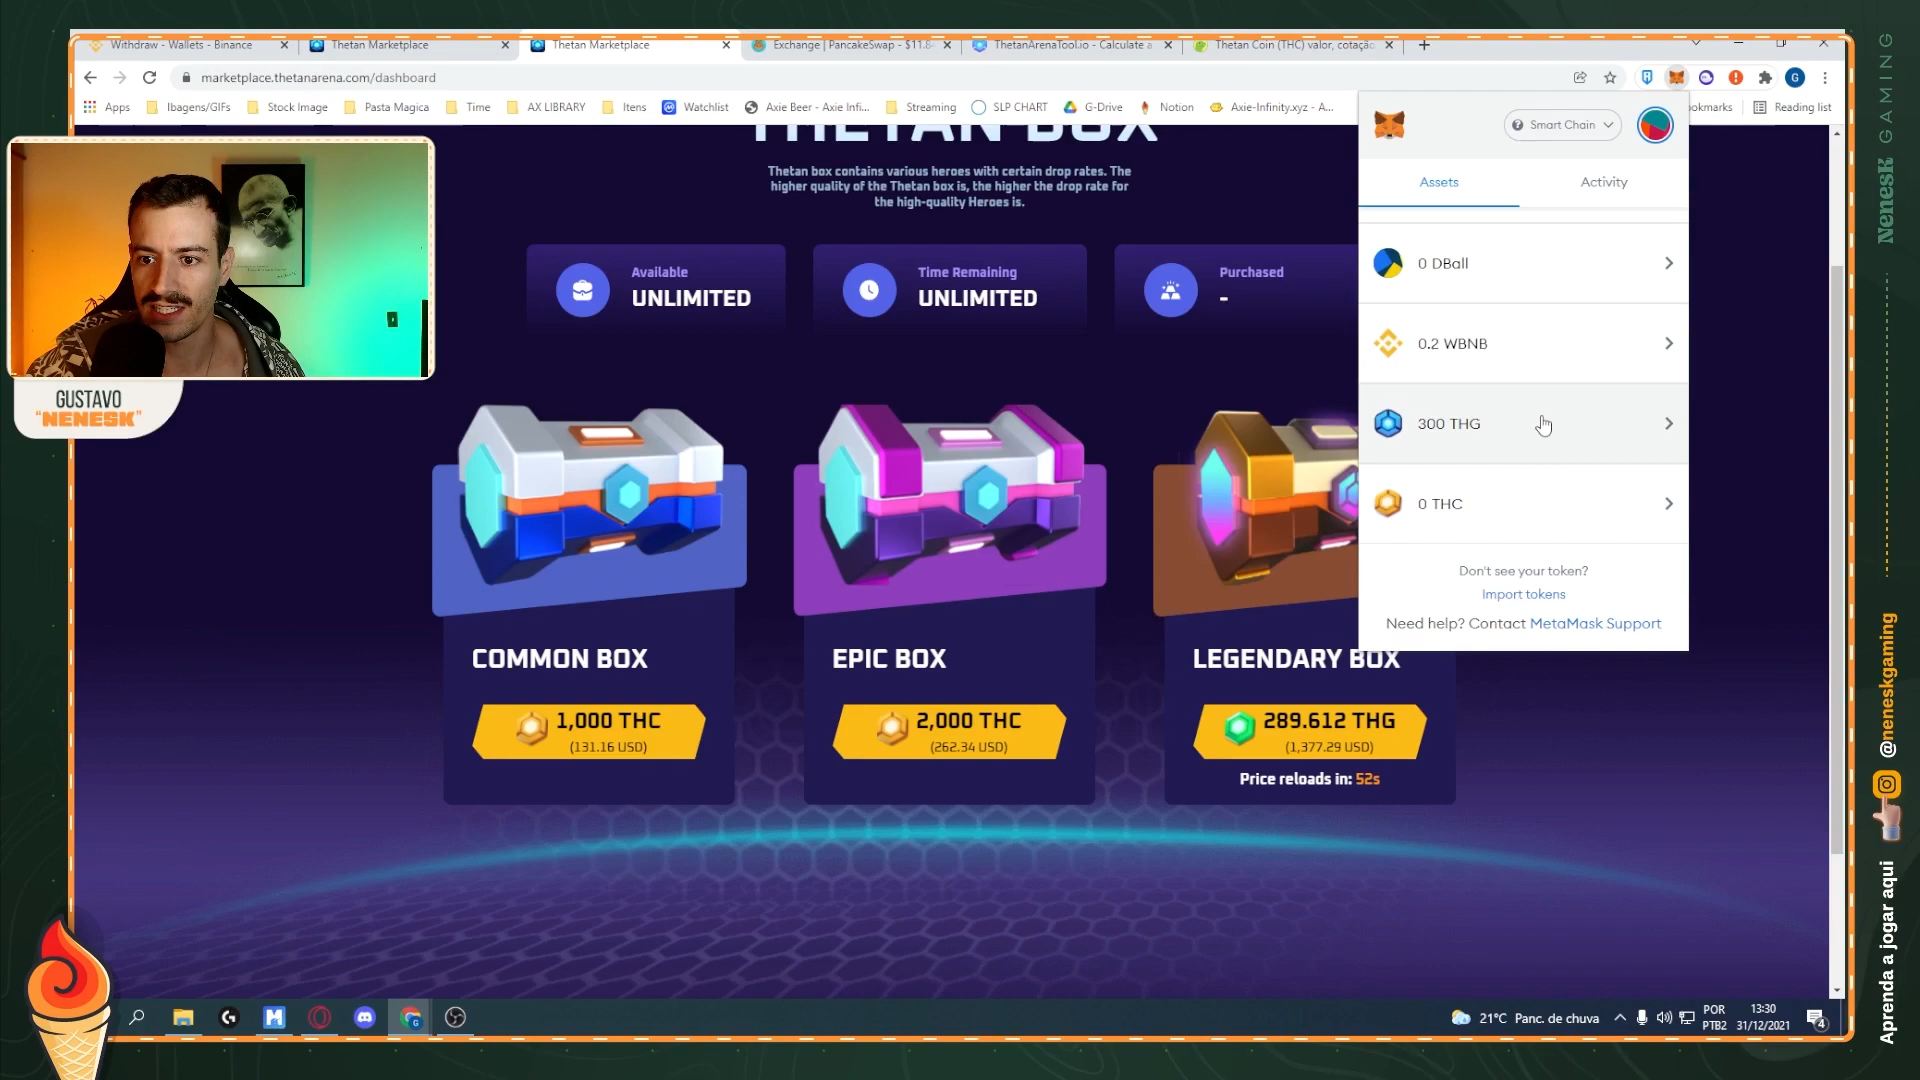 Withdraw - Wallets - Binance
Thetan Marketplace
Thetan Marketplace
Exchange | PancakeSwap - $11.8
ThetanArenaTool.io - Calculate a
Thetan Coin (THC) valor, cotação
marketplace.thetanarena.com/dashboard
G
Apps
Ibagens/GIFs
Stock Image
Pasta Magica
Time
AX LIBRARY
Itens
Watchlist
Axie Beer - Axie Infi...
Streaming
SLP CHART
G-Drive
Notion
Axie-Infinity.xyz - A...
ookmarks
Reading list
THETAN BOX
Thetan box contains various heroes with certain drop rates. The
higher quality of the Thetan box is, the higher the drop rate for
the high-quality Heroes is.
Available
UNLIMITED
Time Remaining
UNLIMITED
Purchased
-
Smart Chain
Assets
Activity
0 DBall
0.2 WBNB
300 THG
0 THC
Don't see your token?
Import tokens
Need help? Contact MetaMask Support
COMMON BOX
1,000 THC
(131.16 USD)
EPIC BOX
2,000 THC
(262.34 USD)
LEGENDARY BOX
289.612 THG
(1,377.29 USD)
Price reloads in: 52s
GUSTAVO
"NENESK"
NenesK GAMING
@neneskgaming
Aprenda a jogar aqui
21°C Panc. de chuva
POR
PTB2
13:30
31/12/2021
4